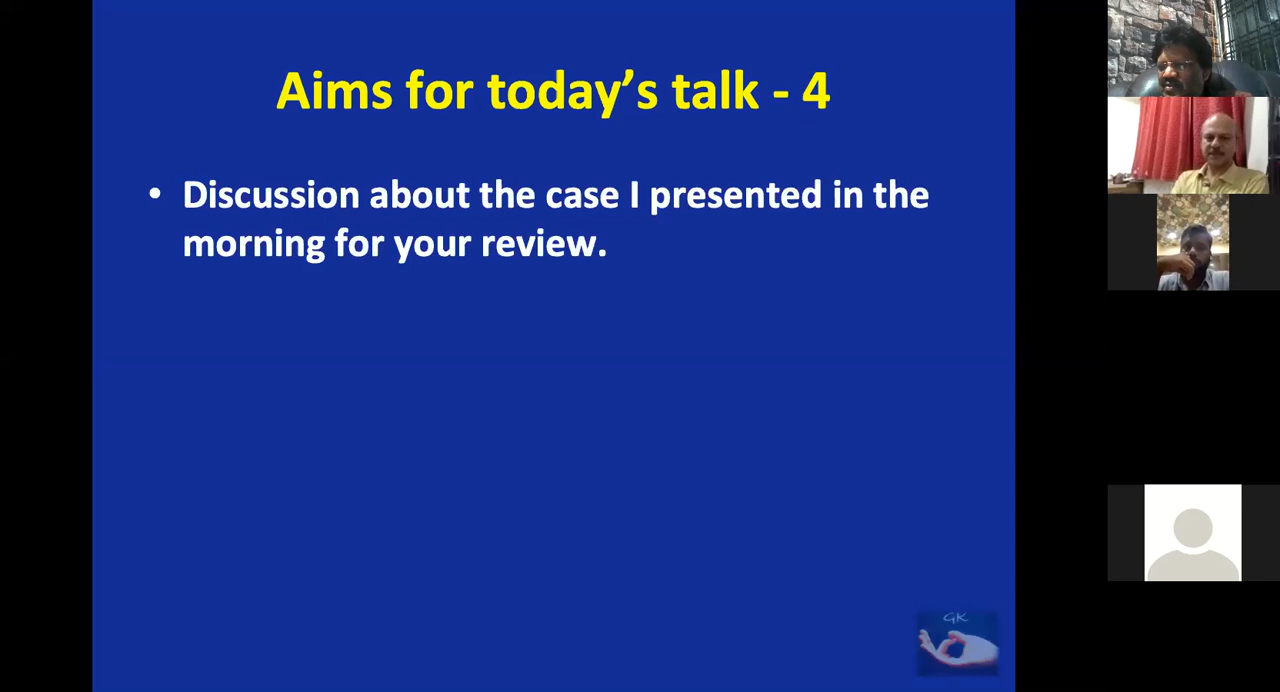 Aims for today’s talk - 4
• Discussion about the case I presented in the
morning for your review.
GK